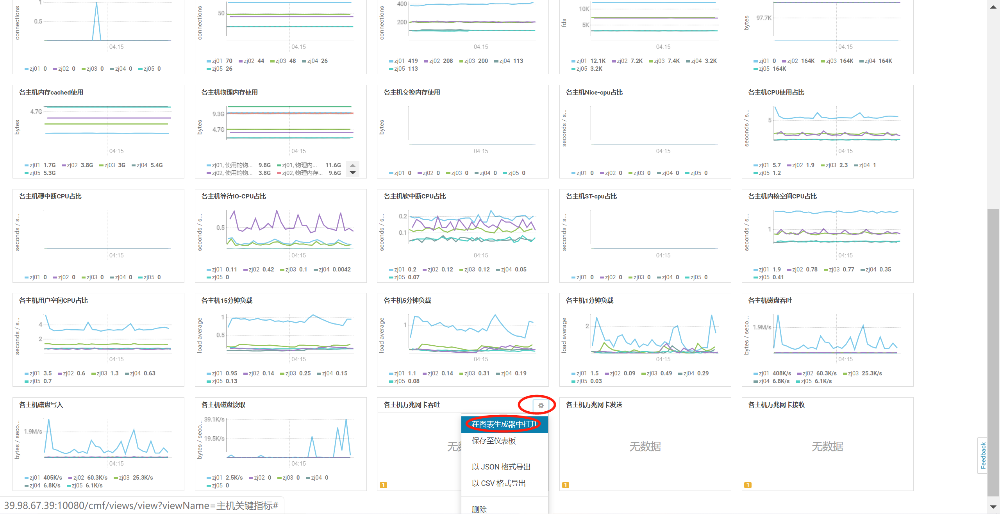 connections
1
0.5
04:15
zj01 0 zj02 0 zj03 0 zj04 0 zj05 0
connections
50
04:15
zj01 70 zj02 44 zj03 48 zj04 26
zj05 26
connections
400
200
04:15
zj01 419 zj02 208 zj03 200 zj04 113
zj05 113
fds
10K
5K
04:15
zj01 12.1K zj02 7.2K zj03 7.4K zj04 3.2K
zj05 3.2K
bytes
97.7K
04:15
zj01 0 zj02 164K zj03 164K zj04 164K
zj05 164K
各主机内存cached使用
bytes
4.7G
04:15
zj01 1.7G zj02 3.8G zj03 3G zj04 5.4G
zj05 5.3G
各主机物理内存使用
bytes
9.3G
4.7G
04:15
zj01, 使用的物... 9.8G zj01, 物理内... 11.6G
zj02, 使用的物... 3.8G zj02, 物理内存... 9.6G
各主机交换内存使用
bytes
04:15
zj01 0 zj02 0 zj03 0 zj04 0 zj05 0
各主机Nice-cpu占比
seconds / s...
04:15
zj01 0 zj02 0 zj03 0 zj04 0 zj05 0
各主机CPU使用占比
seconds / s...
5
04:15
zj01 5.7 zj02 1.9 zj03 2.3 zj04 1
zj05 1.2
各主机硬中断CPU占比
seconds / s...
04:15
zj01 0 zj02 0 zj03 0 zj04 0 zj05 0
各主机等待IO-CPU占比
seconds / s...
0.5
04:15
zj01 0.11 zj02 0.42 zj03 0.1 zj04 0.0042
zj05 0
各主机软中断CPU占比
seconds / s...
0.2
0.1
04:15
zj01 0.2 zj02 0.12 zj03 0.12 zj04 0.05
zj05 0.07
各主机ST-cpu占比
seconds / s...
04:15
zj01 0 zj02 0 zj03 0 zj04 0 zj05 0
各主机内核空间CPU占比
seconds / s...
1
04:15
zj01 1.9 zj02 0.78 zj03 0.77 zj04 0.35
zj05 0.41
各主机用户空间CPU占比
seconds / s...
4
2
04:15
zj01 3.5 zj02 0.6 zj03 1.3 zj04 0.63
zj05 0.7
各主机15分钟负载
load average
1
0.5
04:15
zj01 0.95 zj02 0.14 zj03 0.25 zj04 0.15
zj05 0.13
各主机5分钟负载
load average
1
04:15
zj01 1.1 zj02 0.14 zj03 0.31 zj04 0.19
zj05 0.08
各主机1分钟负载
load average
2
04:15
zj01 1.5 zj02 0.09 zj03 0.49 zj04 0.29
zj05 0.03
各主机磁盘吞吐
bytes / seco...
1.9M/s
04:15
zj01 408K/s zj02 60.3K/s zj03 25.3K/s
zj04 6.8K/s zj05 6.1K/s
各主机磁盘写入
bytes / seco...
1.9M/s
04:15
zj01 405K/s zj02 60.3K/s zj03 25.3K/s
zj04 6.8K/s zj05 6.1K/s
各主机磁盘读取
bytes / seco...
39.1K/s
19.5K/s
04:15
zj01 2.5K/s zj02 0 zj03 0 zj04 0
zj05 0
各主机万兆网卡吞吐
无
1
在图表生成器中打开
保存至仪表板
以 JSON 格式导出
以 CSV 格式导出
删除
各主机万兆网卡发送
无数据
1
各主机万兆网卡接收
无数据
1
Feedback
39.98.67.39:10080/cmf/views/view?viewName=主机关键指标#